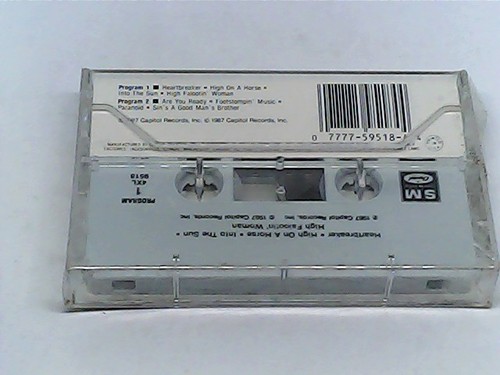 Program 1 ■ Heartbreaker • High On A Horse •
Into The Sun • High Falootin' Woman
Program 2 ■ Are You Ready • Footstompin' Music •
Paranoid • Sin's A Good Man's Brother
℗ 1987 Capitol Records, Inc. © 1987 Capitol Records, Inc.
0 7777-59518-
SM
PROGRAM
1
4XL
9518
℗ 1987 Capitol Records, Inc. © 1987 Capitol Records, Inc.
Heartbreaker • High On A Horse • Into The Sun •
High Falootin' Woman